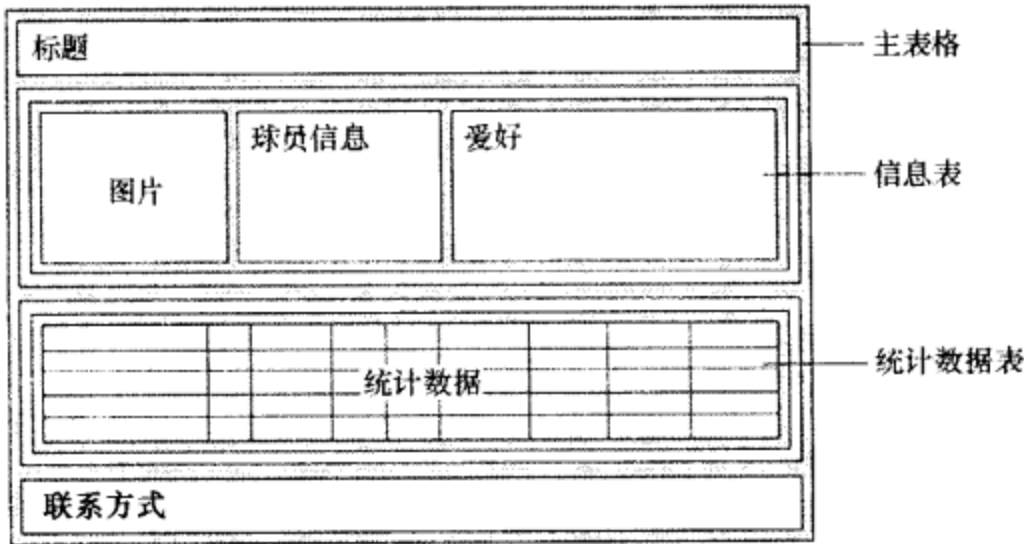 标题
主表格
球员信息
爱好
图片
信息表
统计数据
统计数据表
联系方式